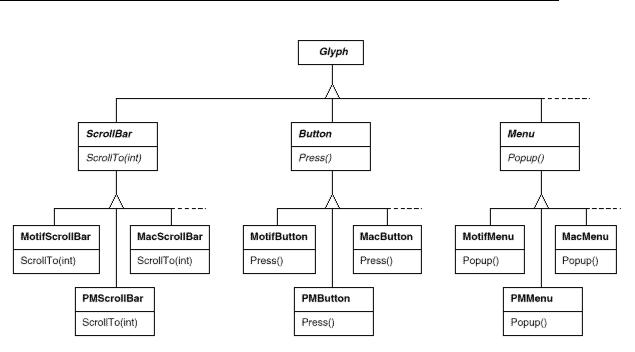 Glyph
ScrollBar
ScrollTo(int)
Button
Press()
Menu
Popup()
MotifScrollBar
ScrollTo(int)
MacScrollBar
ScrollTo(int)
MotifButton
Press()
MacButton
Press()
MotifMenu
Popup()
MacMenu
Popup()
PMScrollBar
ScrollTo(int)
PMButton
Press()
PMMenu
Popup()